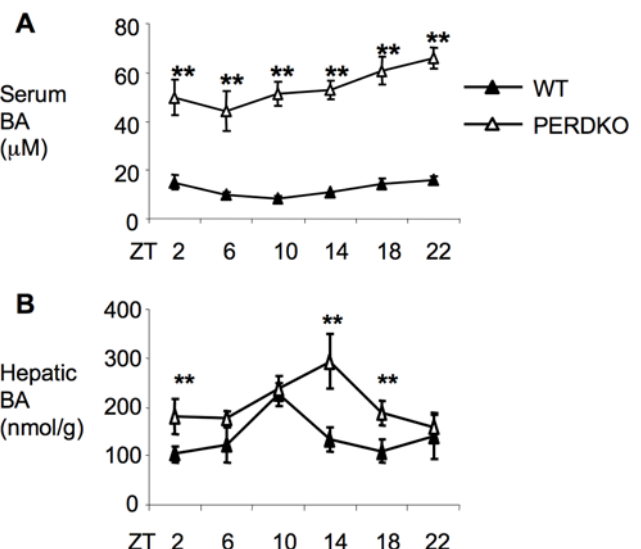 A
Serum
BA
(μM)
80
60
40
20
0
** ** ** ** ** **
WT
PERDKO
ZT 2 6 10 14 18 22
B
Hepatic
BA
(nmol/g)
400
300
200
100
0
** ** **
ZT 2 6 10 14 18 22